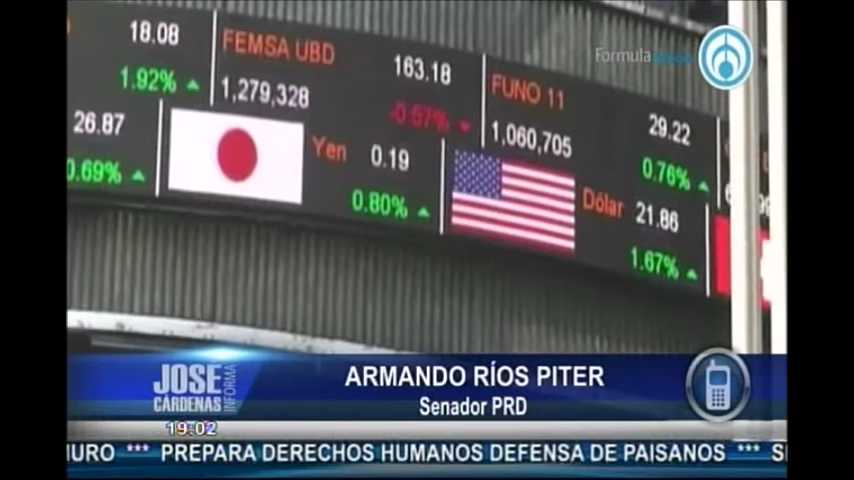 18.08
1.92%
FEMSA UBD
163.18
1,279,328
-0.57%
FUNO 11
29.22
1,060,705
0.76%
26.87
0.69%
Yen
0.19
0.80%
Dólar
21.86
1.67%
Formula
JOSE
CÁRDENAS
INFORMA
19:02
ARMANDO RÍOS PITER
Senador PRD
MURO *** PREPARA DERECHOS HUMANOS DEFENSA DE PAISANOS *** S